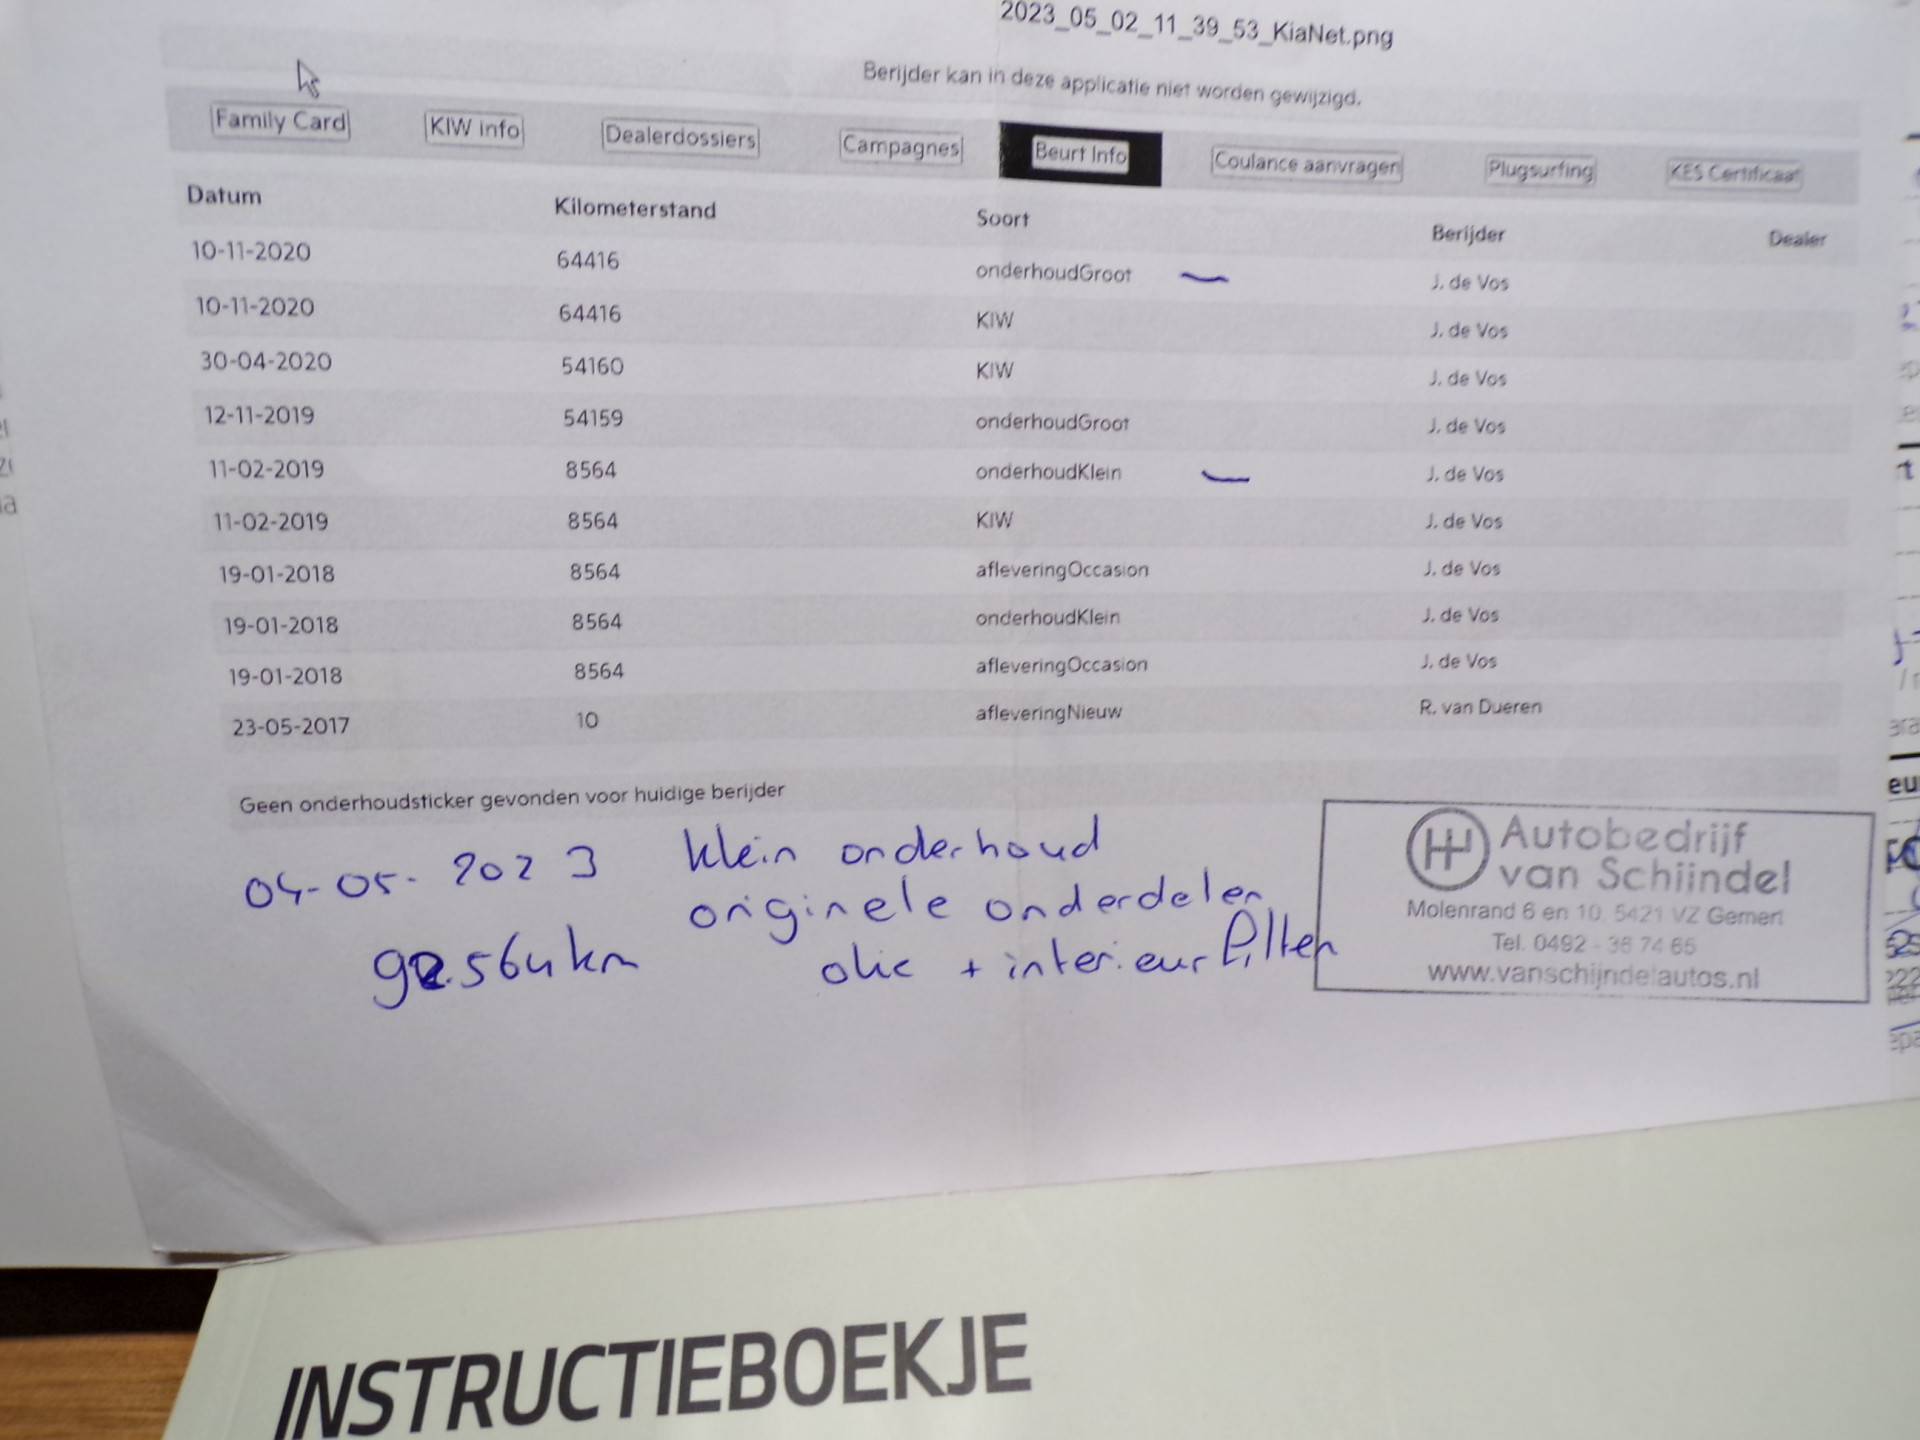 2023_05_02_11_39_53_KiaNet.png
Berijder kan in deze applicatie niet worden gewijzigd.
Family Card KIW info Dealerdossiers Campagnes Beurt Info Coulance aanvragen Plugsurfing KES Certificaat
Datum Kilometerstand Soort Berijder Dealer
10-11-2020 64416 onderhoudGroot J. de Vos
10-11-2020 64416 KIW J. de Vos
30-04-2020 54160 KIW J. de Vos
12-11-2019 54159 onderhoudGroot J. de Vos
11-02-2019 8564 onderhoudKlein J. de Vos
11-02-2019 8564 KIW J. de Vos
19-01-2018 8564 afleveringOccasion J. de Vos
19-01-2018 8564 onderhoudKlein J. de Vos
19-01-2018 8564 afleveringOccasion J. de Vos
23-05-2017 10 afleveringNieuw R. van Dueren
Geen onderhoudsticker gevonden voor huidige berijder
04-05-2023 klein onderhoud
originele onderdelen
92.564 km olie + interieur filter
Autobedrijf
van Schijndel
Molenrand 6 en 10, 5421 VZ Gemert
Tel. 0492 - 36 74 65
www.vanschijndelautos.nl
INSTRUCTIEBOEKJE